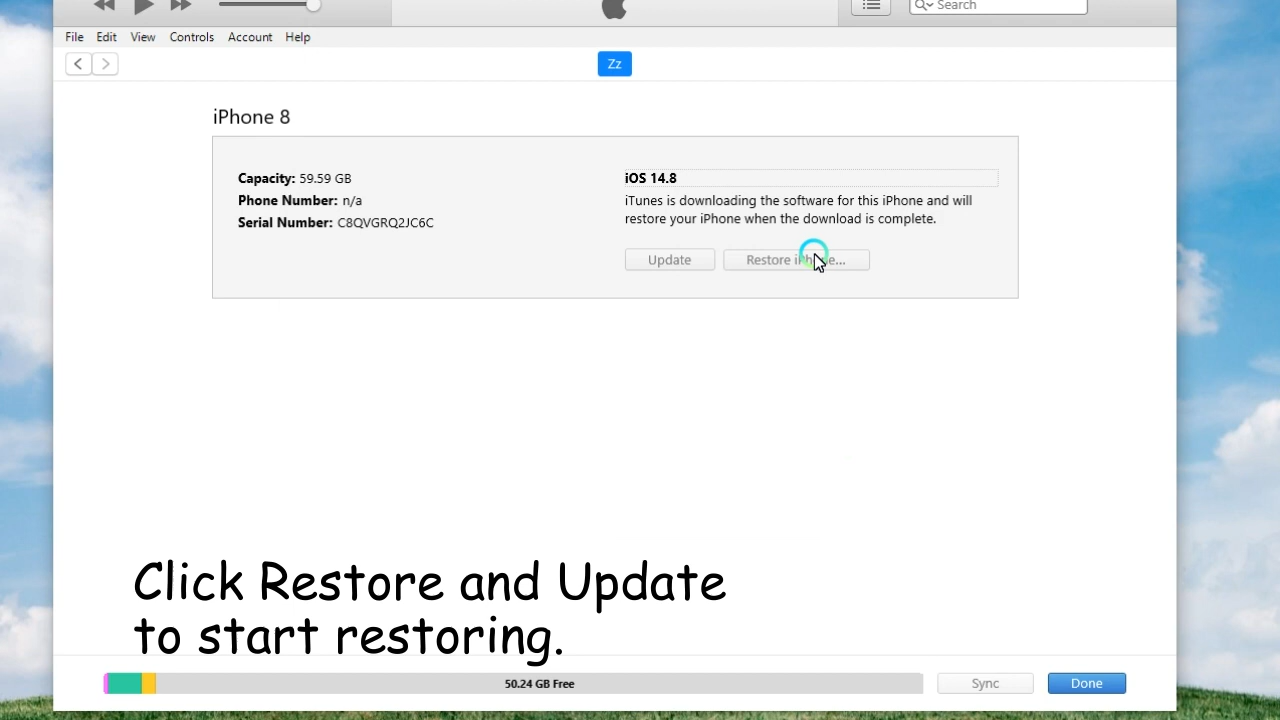 Search
File Edit View Controls Account Help
Zz
iPhone 8
Capacity: 59.59 GB
Phone Number: n/a
Serial Number: C8QVGRQ2JC6C
iOS 14.8
iTunes is downloading the software for this iPhone and will
restore your iPhone when the download is complete.
Update Restore iPhone...
Click Restore and Update
to start restoring.
50.24 GB Free Sync Done